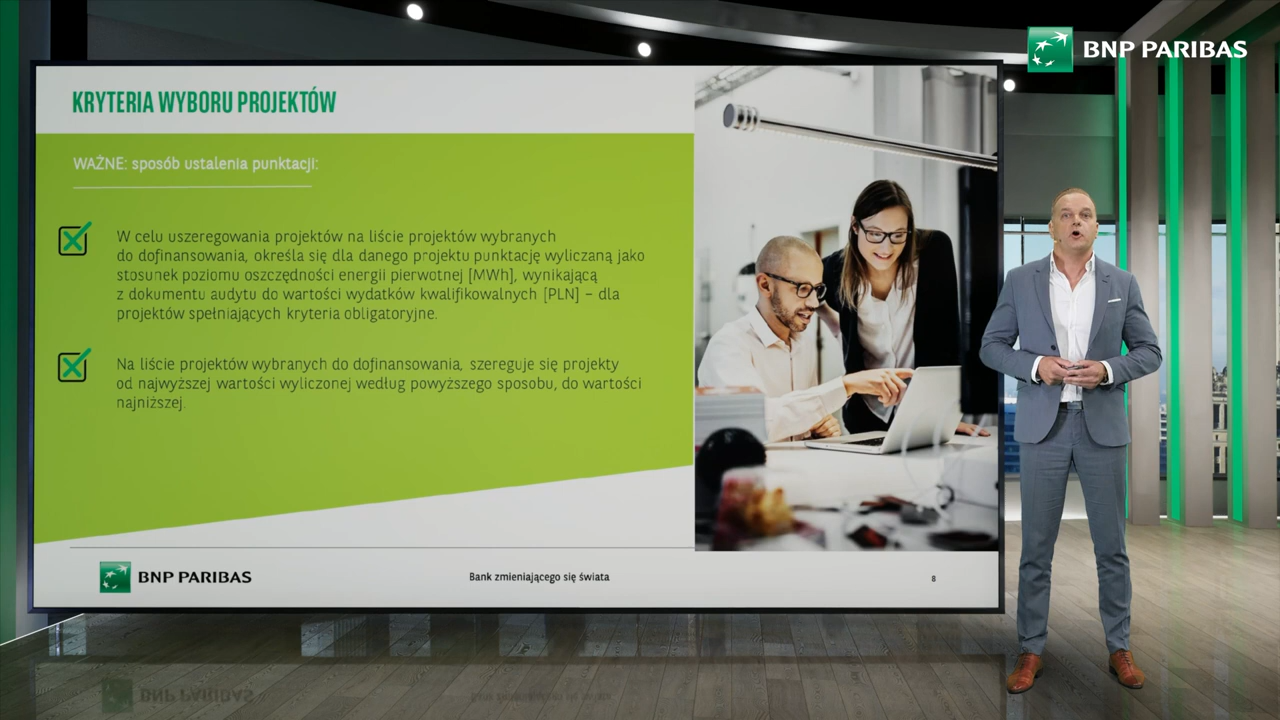 BNP PARIBAS
KRYTERIA WYBORU PROJEKTÓW
WAŻNE: sposób ustalenia punktacji:
W celu uszeregowania projektów na liście projektów wybranych
do dofinansowania, określa się dla danego projektu punktację wyliczaną jako
stosunek poziomu oszczędności energii pierwotnej [MWh], wynikającą
z dokumentu audytu do wartości wydatków kwalifikowalnych [PLN] – dla
projektów spełniających kryteria obligatoryjne.
Na liście projektów wybranych do dofinansowania, szereguje się projekty
od najwyższej wartości wyliczonej według powyższego sposobu, do wartości
najniższej.
BNP PARIBAS
Bank zmieniającego się świata
8